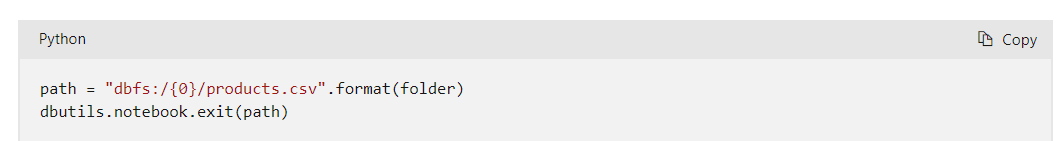 Python
Copy
path = "dbfs:/{0}/products.csv".format(folder)
dbutils.notebook.exit(path)